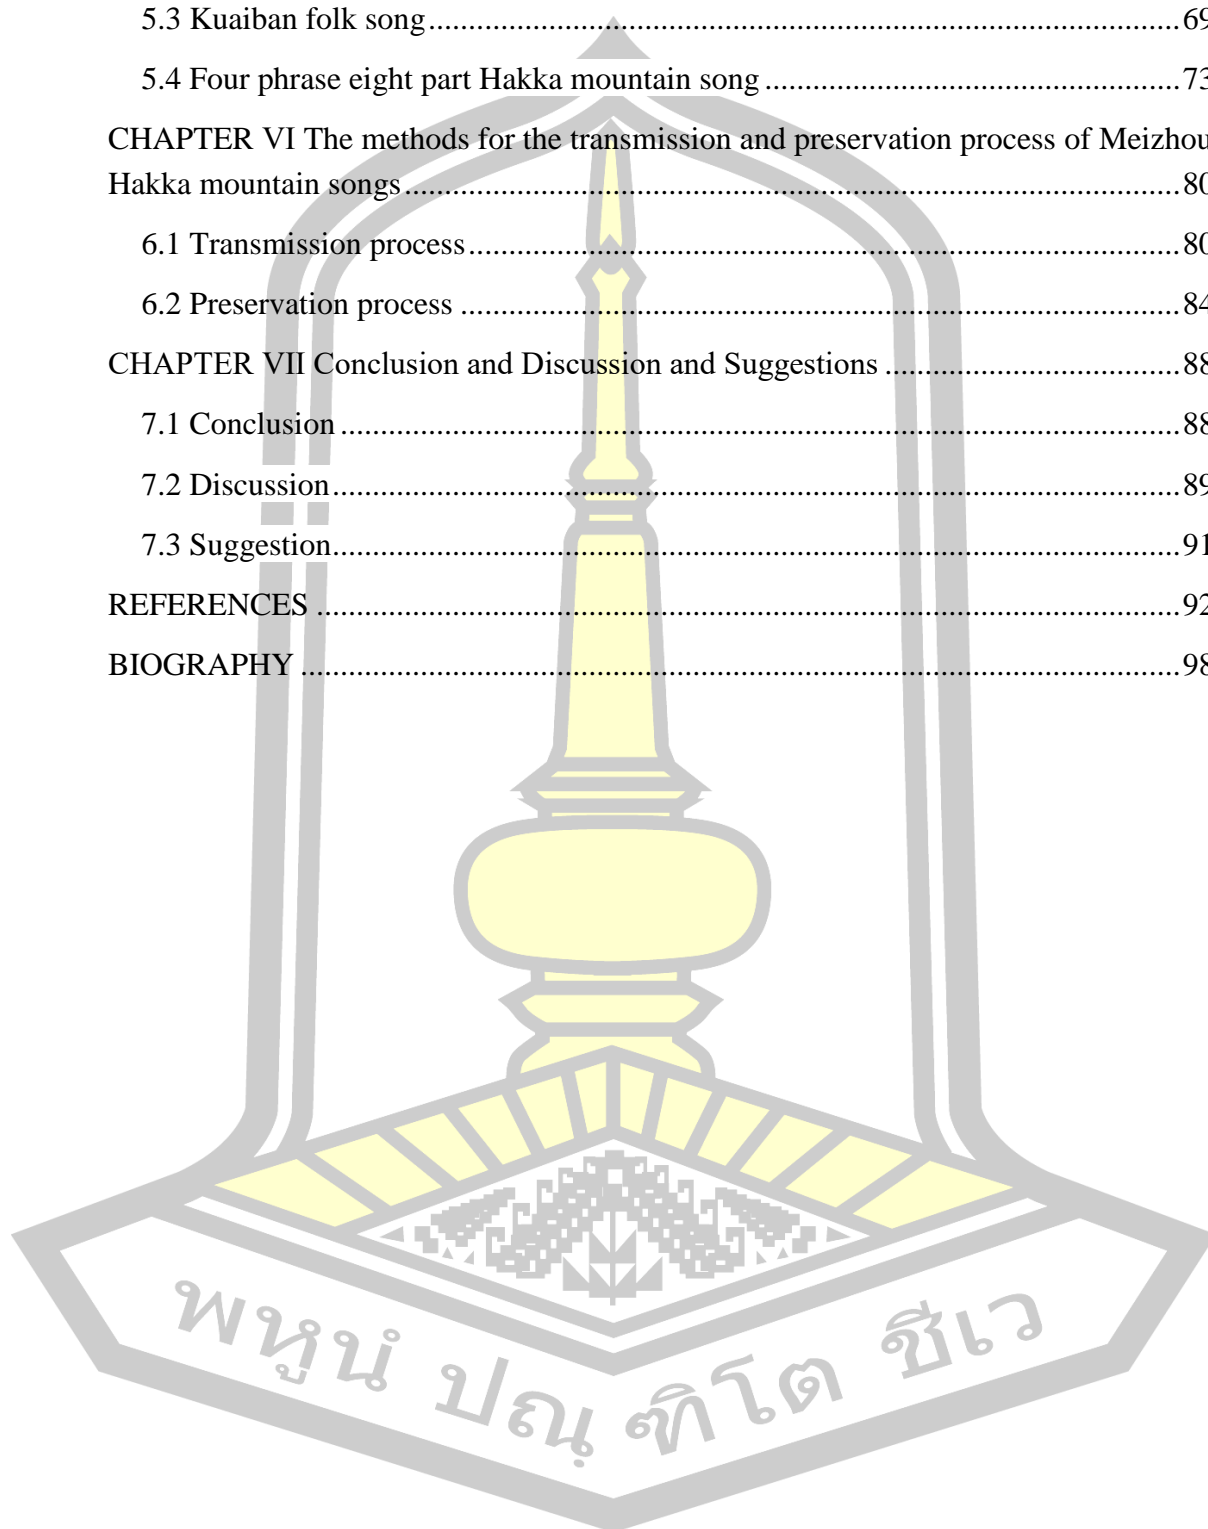 5.3 Kuaiban folk song.......................................................................................................69
5.4 Four phrase eight part Hakka mountain song .........................................................73
CHAPTER VI The methods for the transmission and preservation process of Meizhou
Hakka mountain songs..........................................................................................................80
6.1 Transmission process.................................................................................................80
6.2 Preservation process ..................................................................................................84
CHAPTER VII Conclusion and Discussion and Suggestions ........................................88
7.1 Conclusion .................................................................................................................88
7.2 Discussion..................................................................................................................89
7.3 Suggestion..................................................................................................................91
REFERENCES ......................................................................................................................92
BIOGRAPHY ........................................................................................................................98
พหูนํ ปณฺฑิโต ชีเว